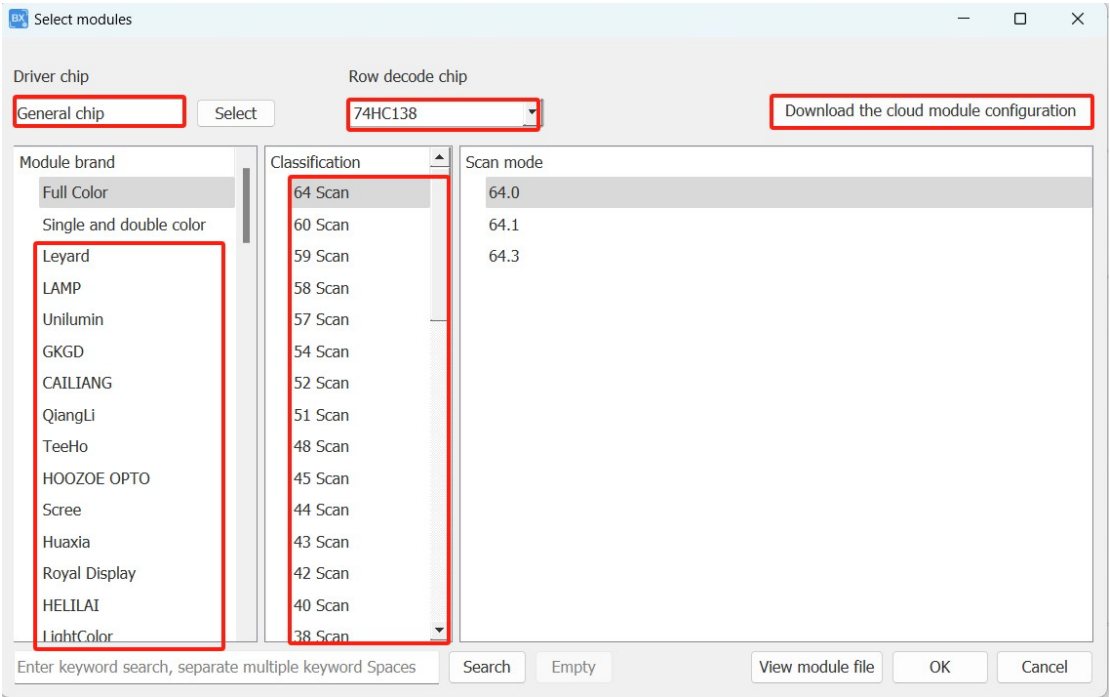 BX Select modules
Driver chip
Row decode chip
General chip
Select
74HC138
Download the cloud module configuration
Module brand
Full Color
Single and double color
Leyard
LAMP
Unilumin
GKGD
CAILIANG
QiangLi
TeeHo
HOOZOE OPTO
Scree
Huaxia
Royal Display
HELILAI
LightColor
Classification
64 Scan
60 Scan
59 Scan
58 Scan
57 Scan
54 Scan
52 Scan
51 Scan
48 Scan
45 Scan
44 Scan
43 Scan
42 Scan
40 Scan
38 Scan
Scan mode
64.0
64.1
64.3
Enter keyword search, separate multiple keyword Spaces
Search
Empty
View module file
OK
Cancel